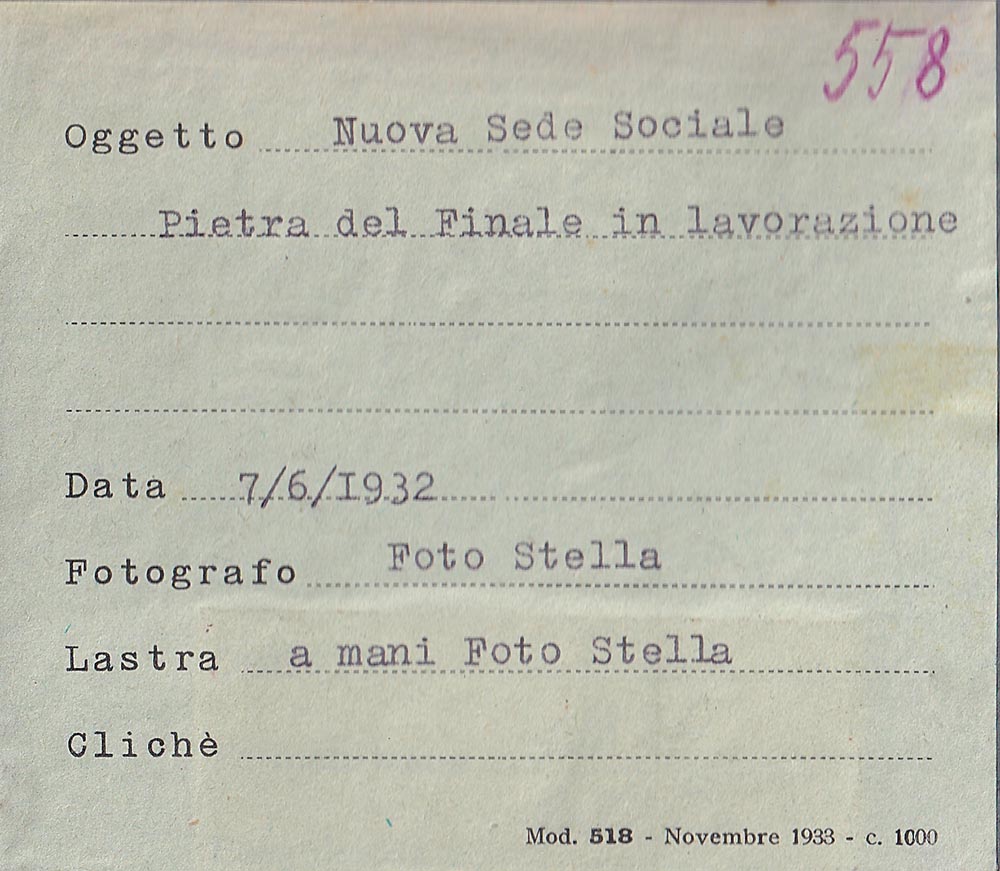 558
Oggetto Nuova Sede Sociale
Pietra del Finale in lavorazione
Data 7/6/I932
Fotografo Foto Stella
Lastra a mani Foto Stella
Clichè
Mod. 518 - Novembre 1933 - c. 1000